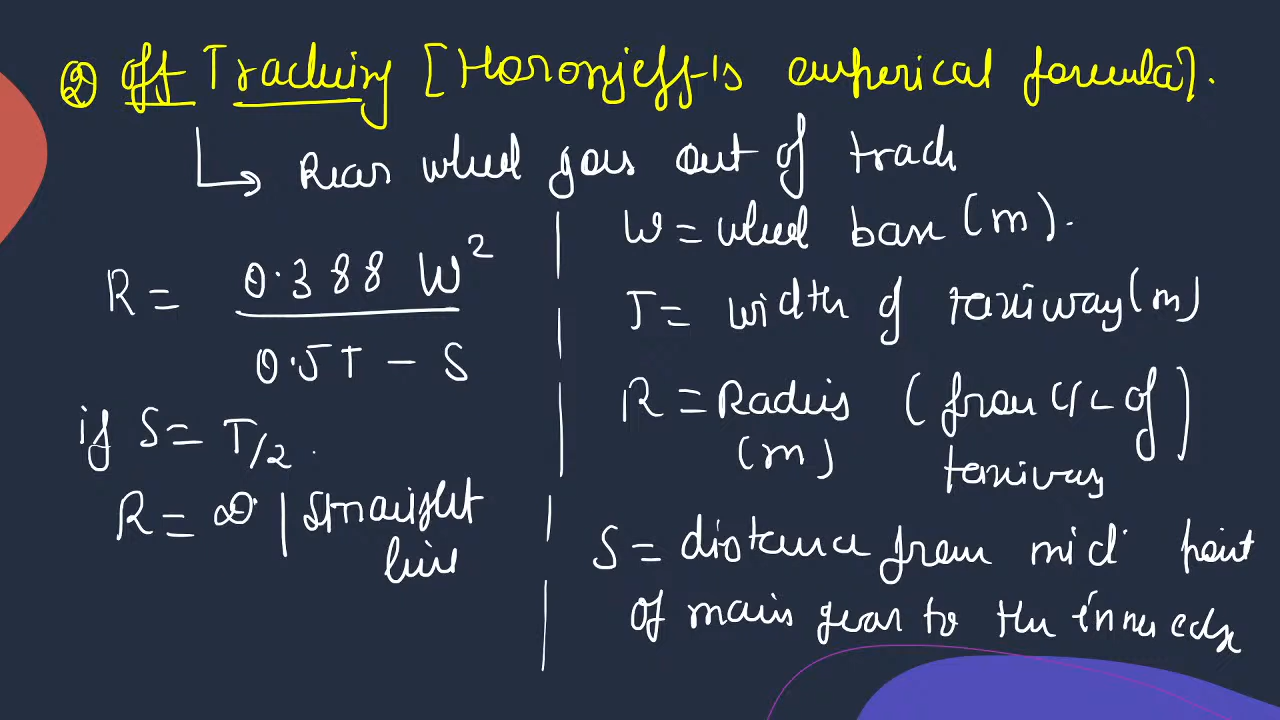 ② Off Tracking [Horonjeff's emperical formula].
↳ Rear wheel goes out of track
R = 0.388 W² / 0.5T - S
if S = T/2.
R = ∞ | straight line
W = wheel base (m).
T = width of taxiway (m)
R = Radius (m) (from C/L of taxiway)
S = distance from mid point
of main gear to the inner edge